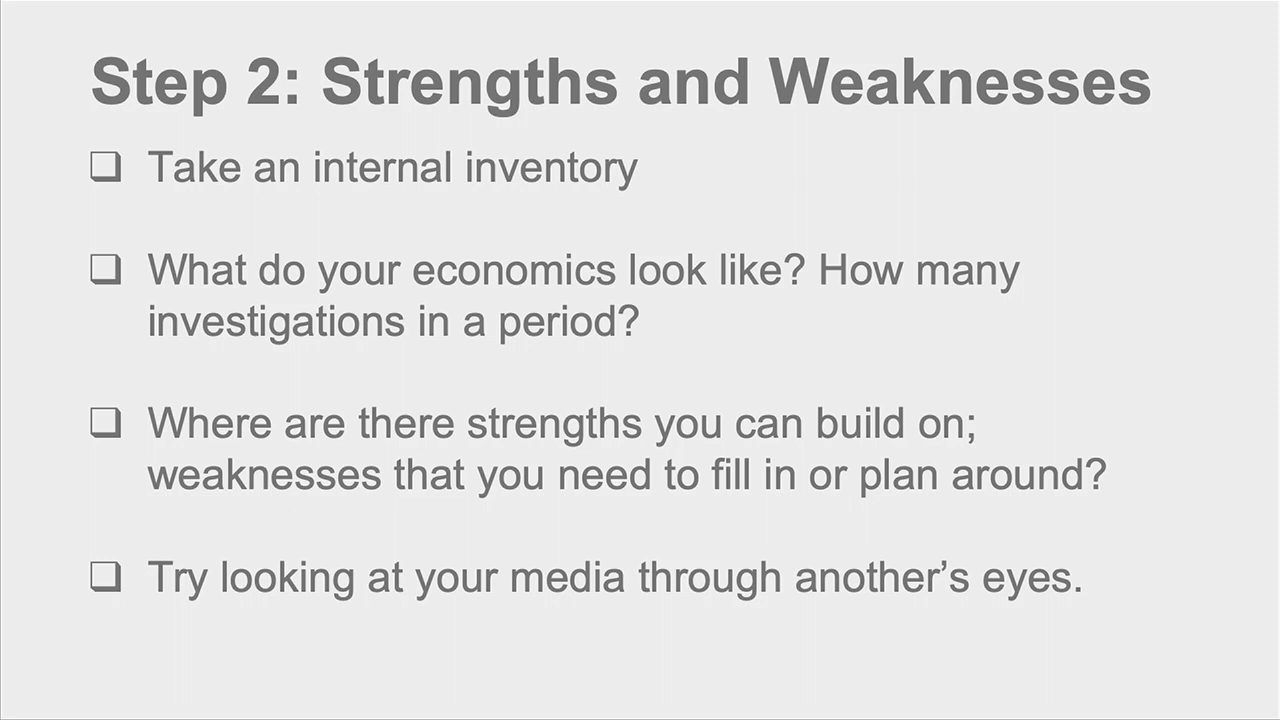 Step 2: Strengths and Weaknesses
❑ Take an internal inventory
❑ What do your economics look like? How many
investigations in a period?
❑ Where are there strengths you can build on;
weaknesses that you need to fill in or plan around?
❑ Try looking at your media through another’s eyes.